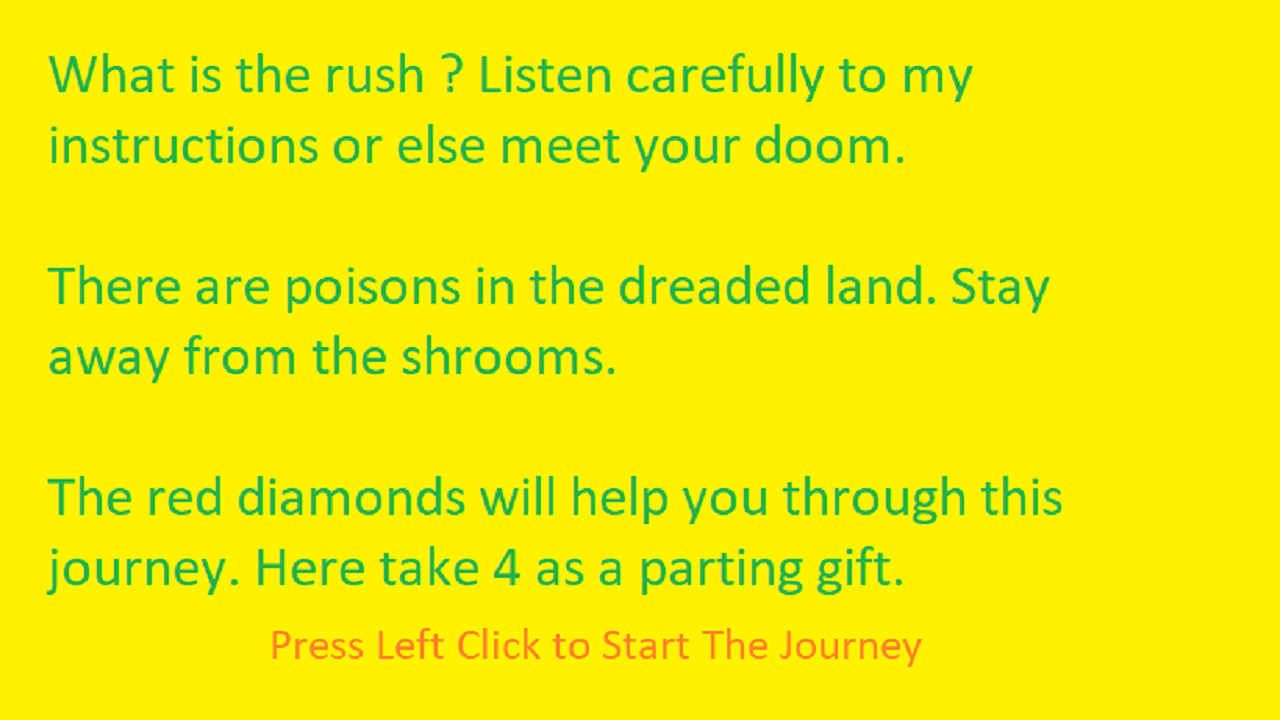 What is the rush ? Listen carefully to my
instructions or else meet your doom.
There are poisons in the dreaded land. Stay
away from the shrooms.
The red diamonds will help you through this
journey. Here take 4 as a parting gift.
Press Left Click to Start The Journey